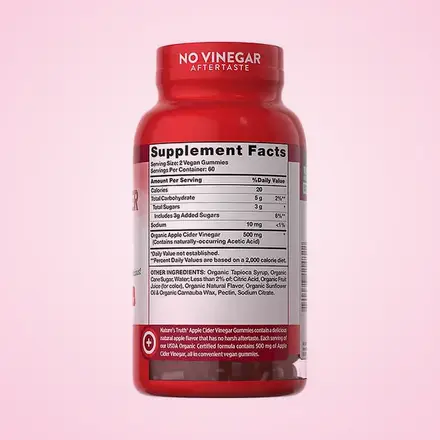 NO VINEGAR
AFTERTASTE
Supplement Facts
Serving Size: 2 Vegan Gummies
Servings Per Container: 60
Amount Per Serving %Daily Value
Calories 20
Total Carbohydrate 5 g 2%**
Total Sugars 3 g *
Includes 3g Added Sugars 6%**
Sodium 10 mg <1%
Organic Apple Cider Vinegar 500 mg *
(Contains naturally-occurring Acetic Acid)
*Daily Value not established.
**Percent Daily Values are based on a 2,000 calorie diet.
OTHER INGREDIENTS: Organic Tapioca Syrup, Organic
Cane Sugar, Water; Less than 2% of: Citric Acid, Organic Fruit
Juice (for color), Organic Natural Flavor, Organic Sunflower
Oil & Organic Carnauba Wax, Pectin, Sodium Citrate.
Nature's Truth® Apple Cider Vinegar Gummies contain a delicious
natural apple flavor that has no harsh aftertaste. Each serving of
our USDA Organic Certified formula contains 500 mg of Apple
Cider Vinegar, all in convenient vegan gummies.